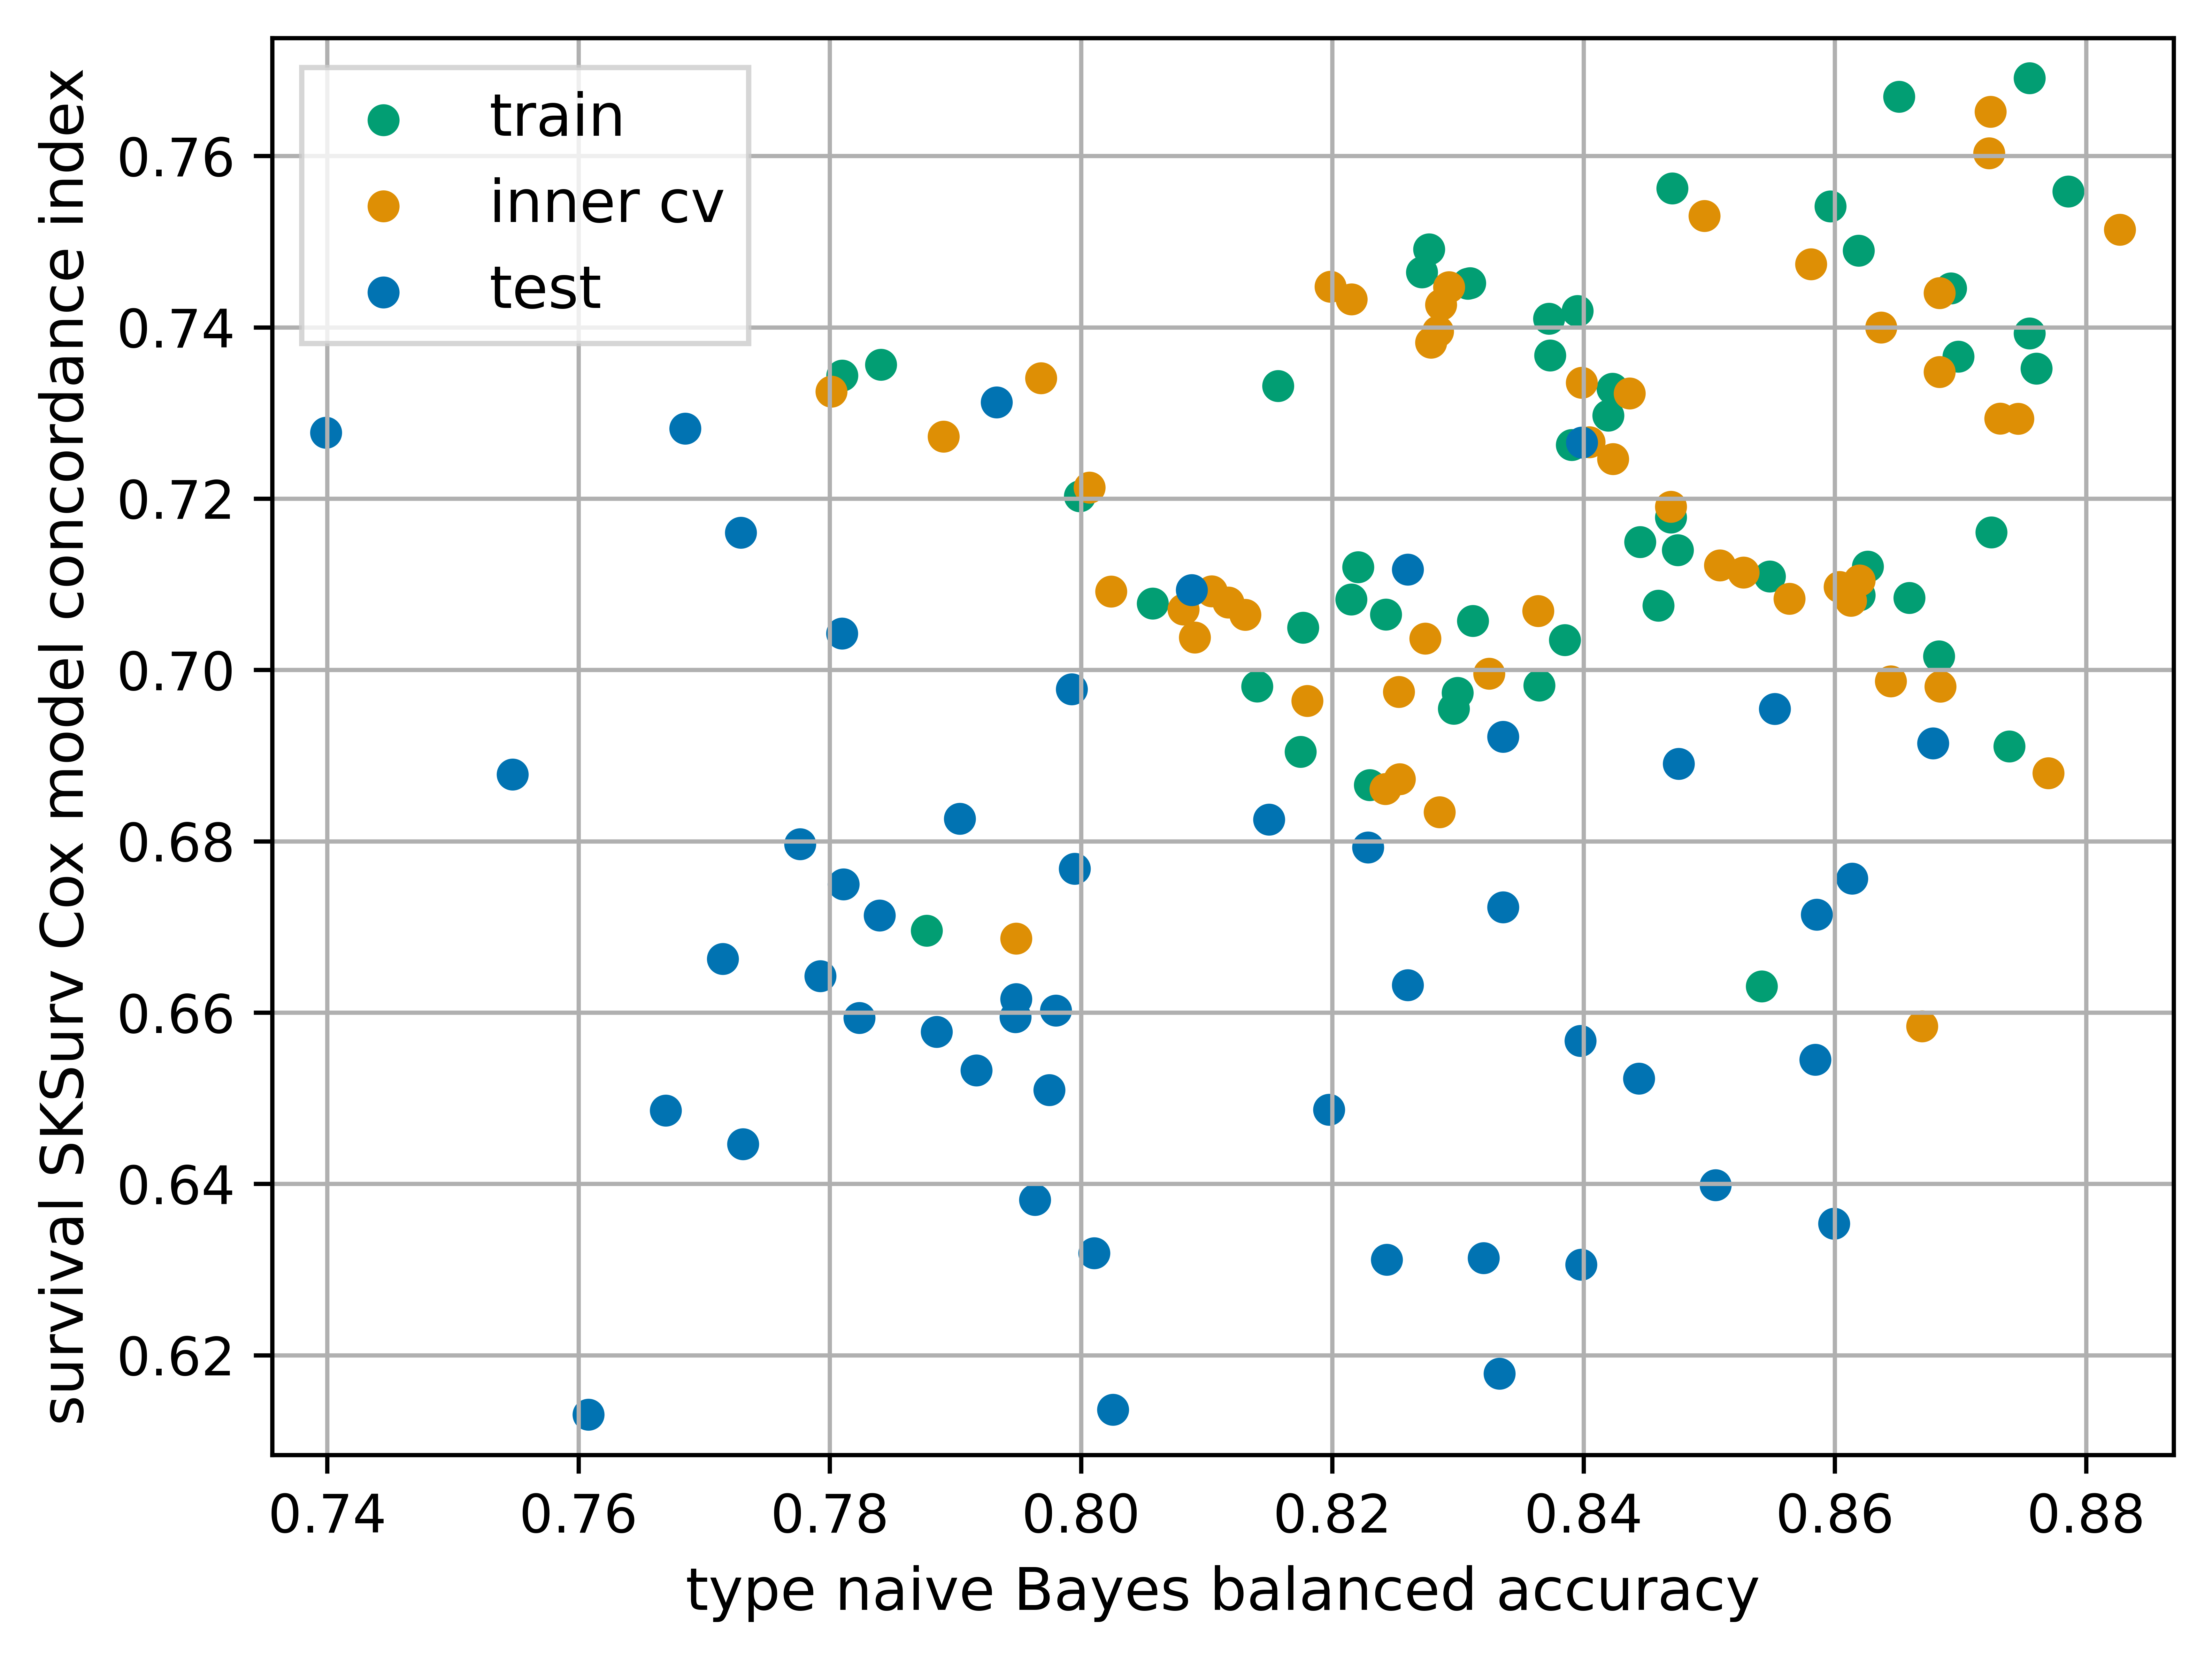 train
inner cv
test
survival SKSurv Cox model concordance index
0.76
0.74
0.72
0.70
0.68
0.66
0.64
0.62
0.74 0.76 0.78 0.80 0.82 0.84 0.86 0.88
type naive Bayes balanced accuracy